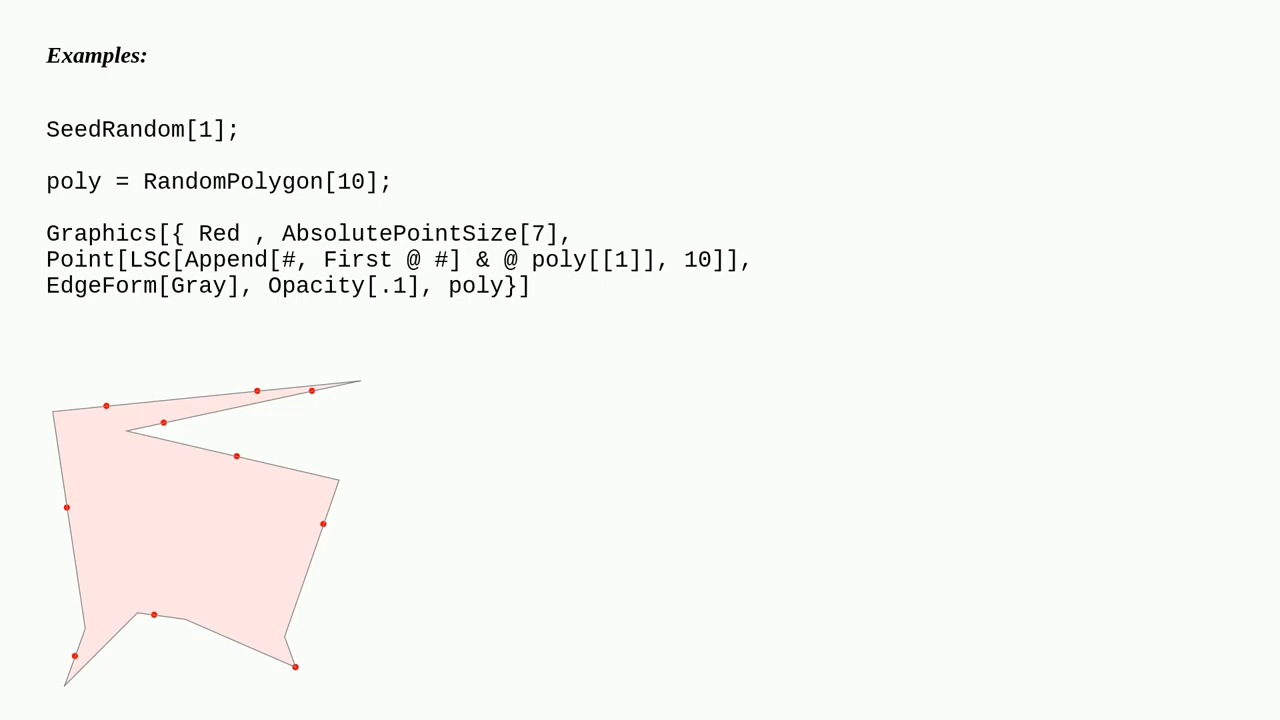 Examples:
SeedRandom[1];
poly = RandomPolygon[10];
Graphics[{ Red , AbsolutePointSize[7],
Point[LSC[Append[#, First @ #] & @ poly[[1]], 10]],
EdgeForm[Gray], Opacity[.1], poly}]